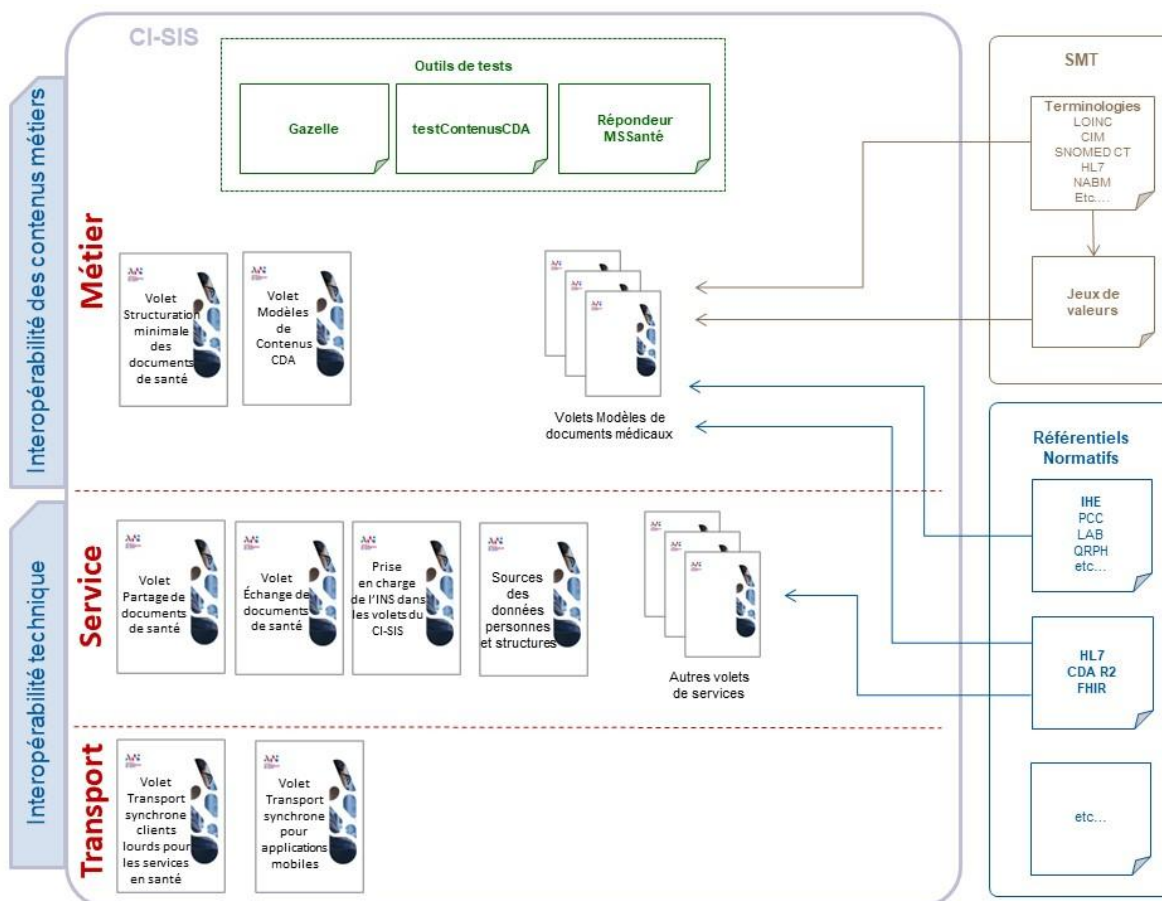 CI-SIS
Interopérabilité des contenus métiers
Métier
Outils de tests
Gazelle
testContenusCDA
Répondeur
MSSanté
Volet
Structuration
minimale
des
documents
de santé
Volet
Modèles
de
Contenus
CDA
Volets Modèles de
documents médicaux
SMT
Terminologies
LOINC
CIM
SNOMED CT
HL7
NABM
Etc....
Jeux de
valeurs
Interopérabilité technique
Service
Volet
Partage de
documents
de santé
Volet
Échange de
documents
de santé
Prise
en charge
de l'INS dans
les volets du
CI-SIS
Sources
des
données
personnes
et structures
Autres volets
de services
Référentiels
Normatifs
IHE
PCC
LAB
QRPH
etc...
HL7
CDA R2
FHIR
etc...
Transport
Volet
Transport
synchrone
clients
lourds pour
les services
en santé
Volet
Transport
synchrone
pour
applications
mobiles